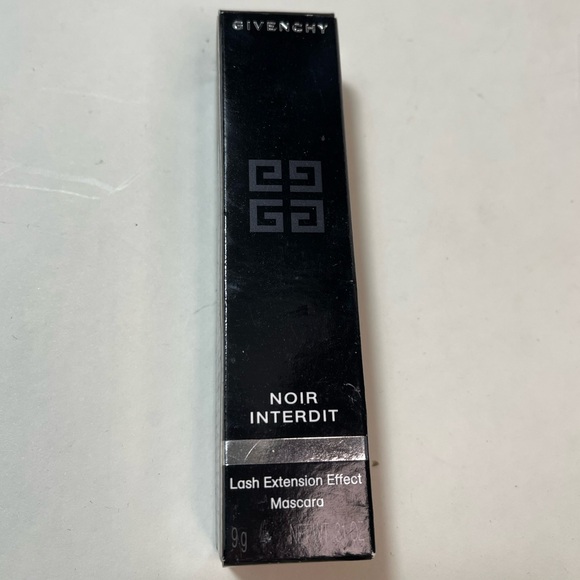 GIVENCHY
NOIR
INTERDIT
Lash Extension Effect
Mascara
9g